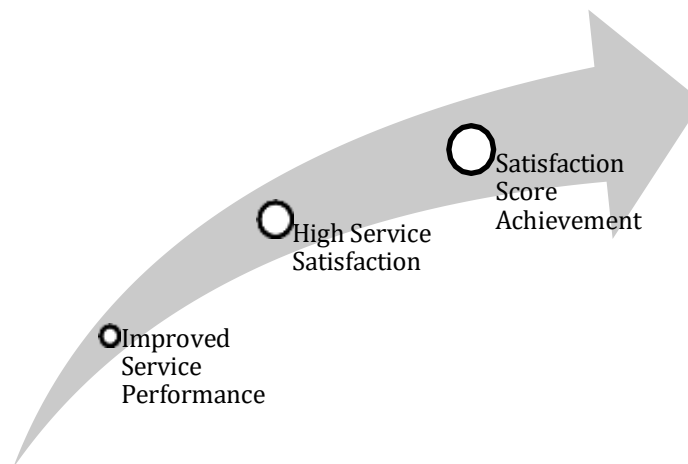 Satisfaction
Score
Achievement
High Service
Satisfaction
Improved
Service
Performance